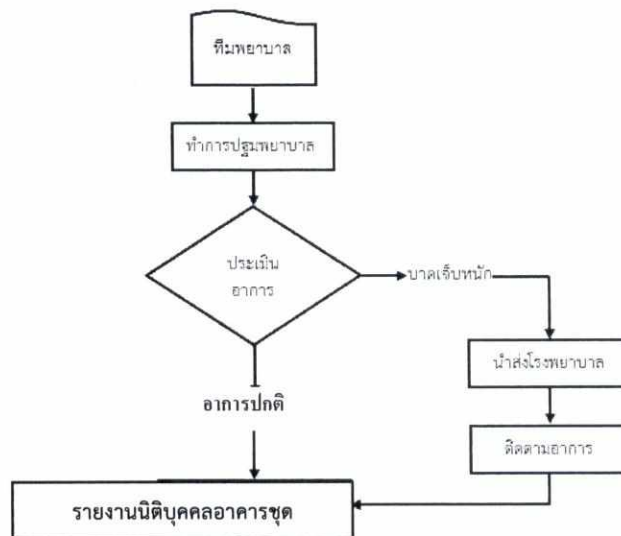 ทีมพยาบาล
ทำการปฐมพยาบาล
ประเมิน
อาการ
บาดเจ็บหนัก
นำส่งโรงพยาบาล
อาการปกติ
ติดตามอาการ
รายงานนิติบุคคลอาคารชุด